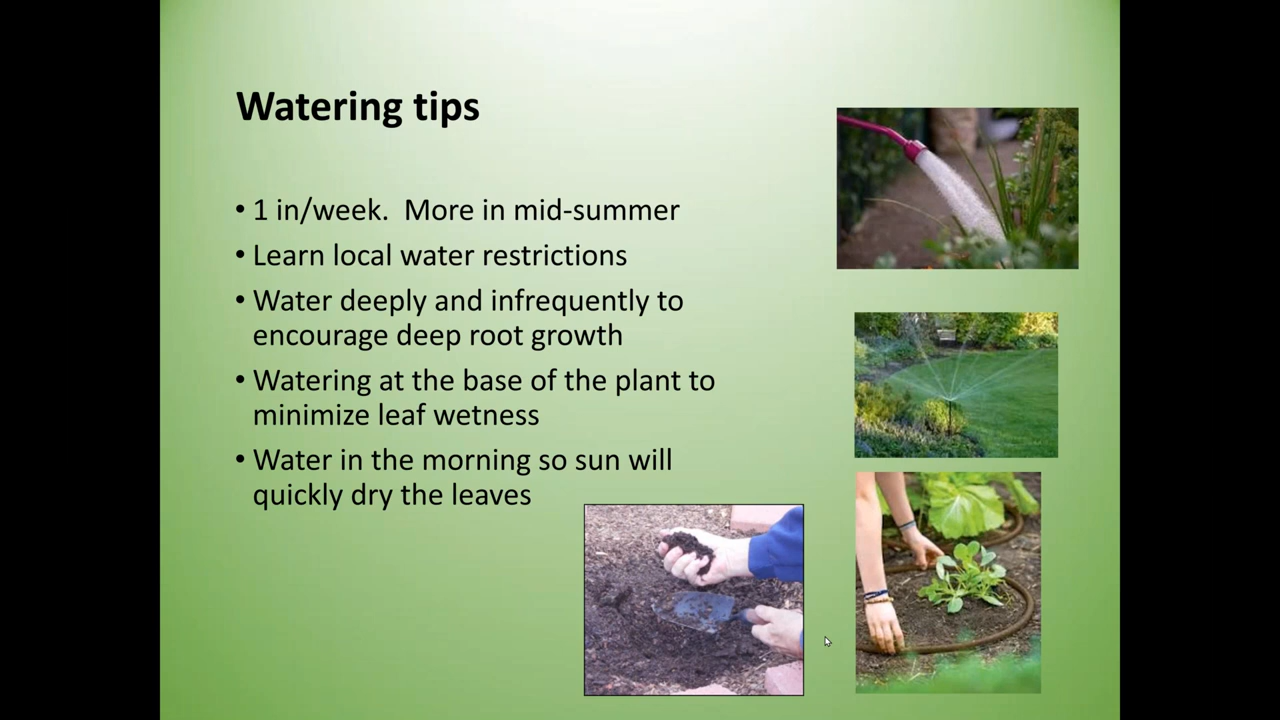 Watering tips
• 1 in/week.  More in mid-summer
• Learn local water restrictions
• Water deeply and infrequently to
encourage deep root growth
• Watering at the base of the plant to
minimize leaf wetness
• Water in the morning so sun will
quickly dry the leaves